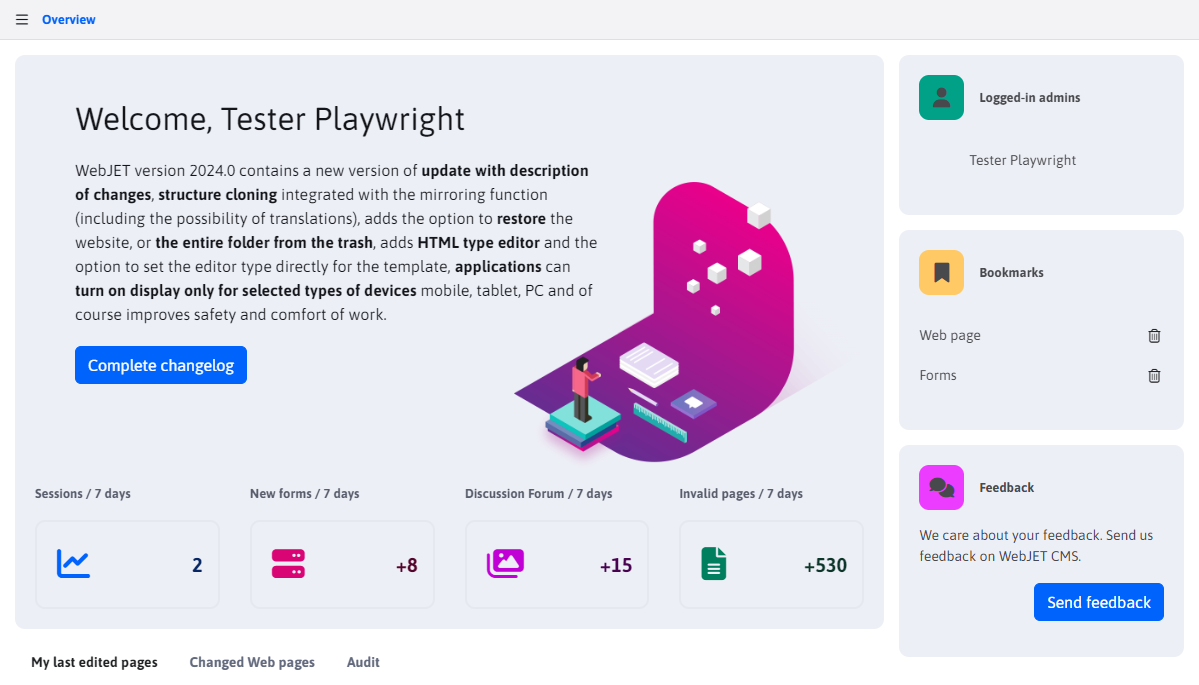 Overview
Welcome, Tester Playwright
WebJET version 2024.0 contains a new version of update with description
of changes, structure cloning integrated with the mirroring function
(including the possibility of translations), adds the option to restore the
website, or the entire folder from the trash, adds HTML type editor and the
option to set the editor type directly for the template, applications can
turn on display only for selected types of devices mobile, tablet, PC and of
course improves safety and comfort of work.
Complete changelog
Sessions / 7 days
2
New forms / 7 days
+8
Discussion Forum / 7 days
+15
Invalid pages / 7 days
+530
My last edited pages
Changed Web pages
Audit
Logged-in admins
Tester Playwright
Bookmarks
Web page
Forms
Feedback
We care about your feedback. Send us
feedback on WebJET CMS.
Send feedback